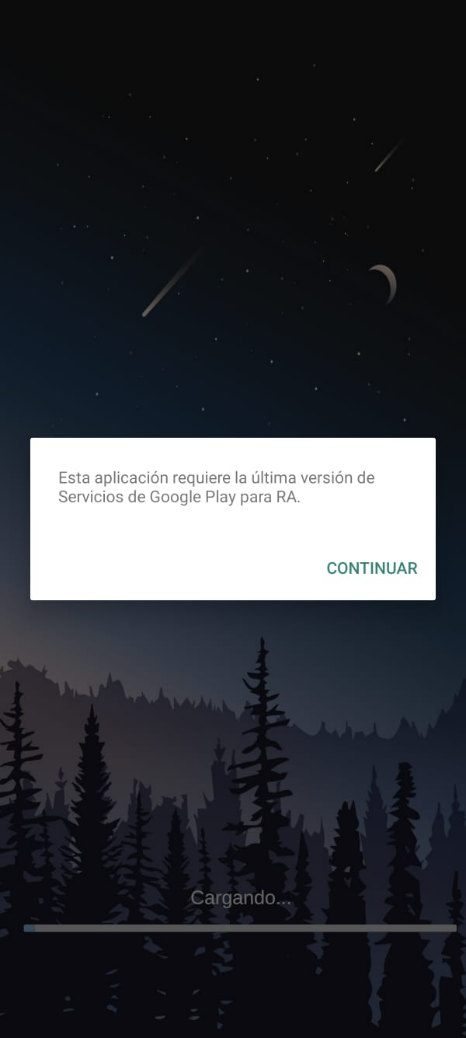 Esta aplicación requiere la última versión de
Servicios de Google Play para RA.
CONTINUAR
Cargando...